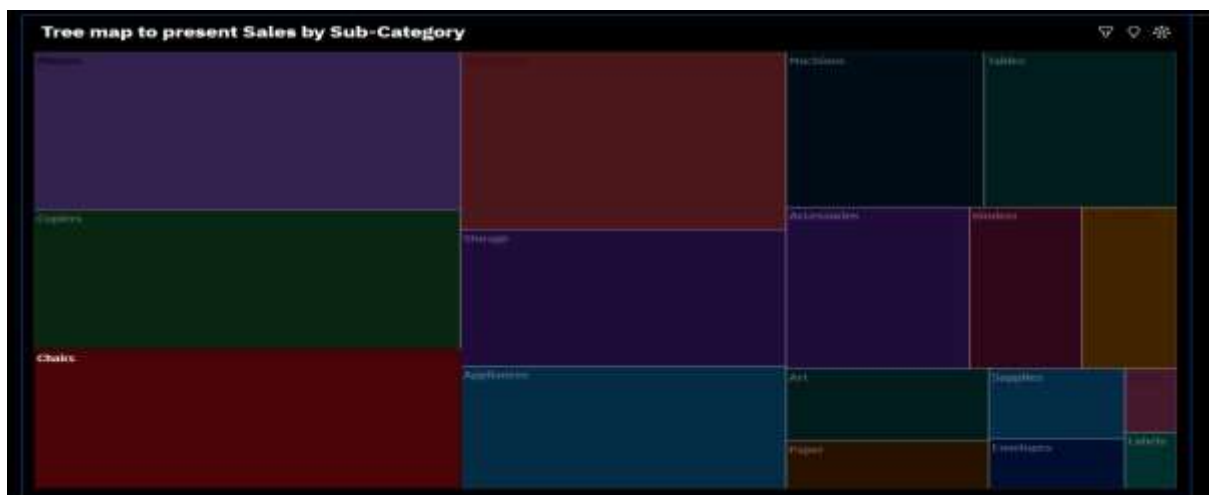 Tree map to present Sales by Sub-Category
Phones
Machines
Tables
Copiers
Accessories
Binders
Storage
Chairs
Appliances
Art
Supplies
Paper
Envelopes
Labels